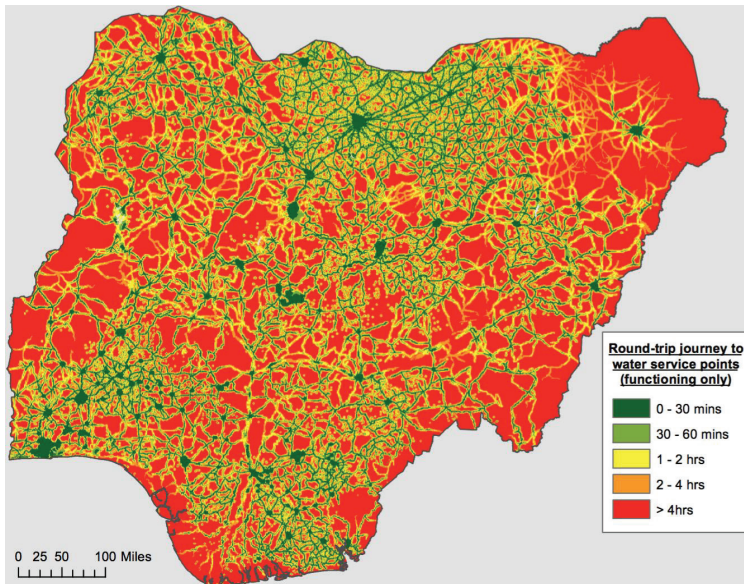 Round-trip journey to
water service points
(functioning only)
0 - 30 mins
30 - 60 mins
1 - 2 hrs
2 - 4 hrs
> 4hrs
0 25 50 100 Miles